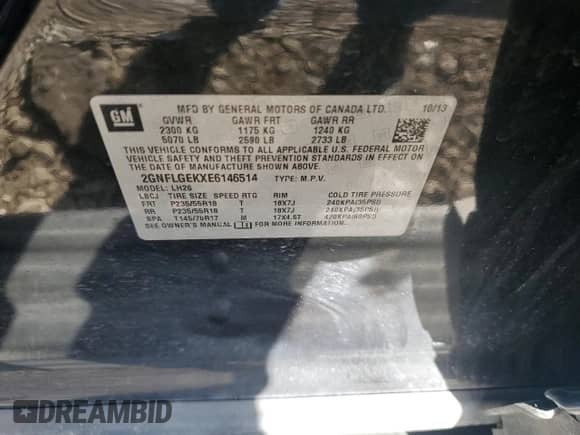 GM
MFD BY GENERAL MOTORS OF CANADA LTD. 10/13
GVWR GAWR FRT GAWR RR
2300 KG 1175 KG 1240 KG
5070 LB 2590 LB 2733 LB
THIS VEHICLE CONFORMS TO ALL APPLICABLE U.S. FEDERAL MOTOR
VEHICLE SAFETY AND THEFT PREVENTION STANDARDS IN EFFECT ON
THE DATE OF MANUFACTURE SHOWN ABOVE.
2GNFLGEKXE6146514 TYPE: M.P.V.
MODEL: LH26
LBCJ TIRE SIZE SPEED RTG RIM COLD TIRE PRESSURE
FRT P235/55R18 T 18X7J 240KPA(35PSI)
RR P235/55R18 T 18X7J 240KPA(35PSI)
SPA T145/70R17 M 17X4.5T 420KPA(60PSI)
SEE OWNER'S MANUAL FOR MORE INFORMATION.
DREAMBID